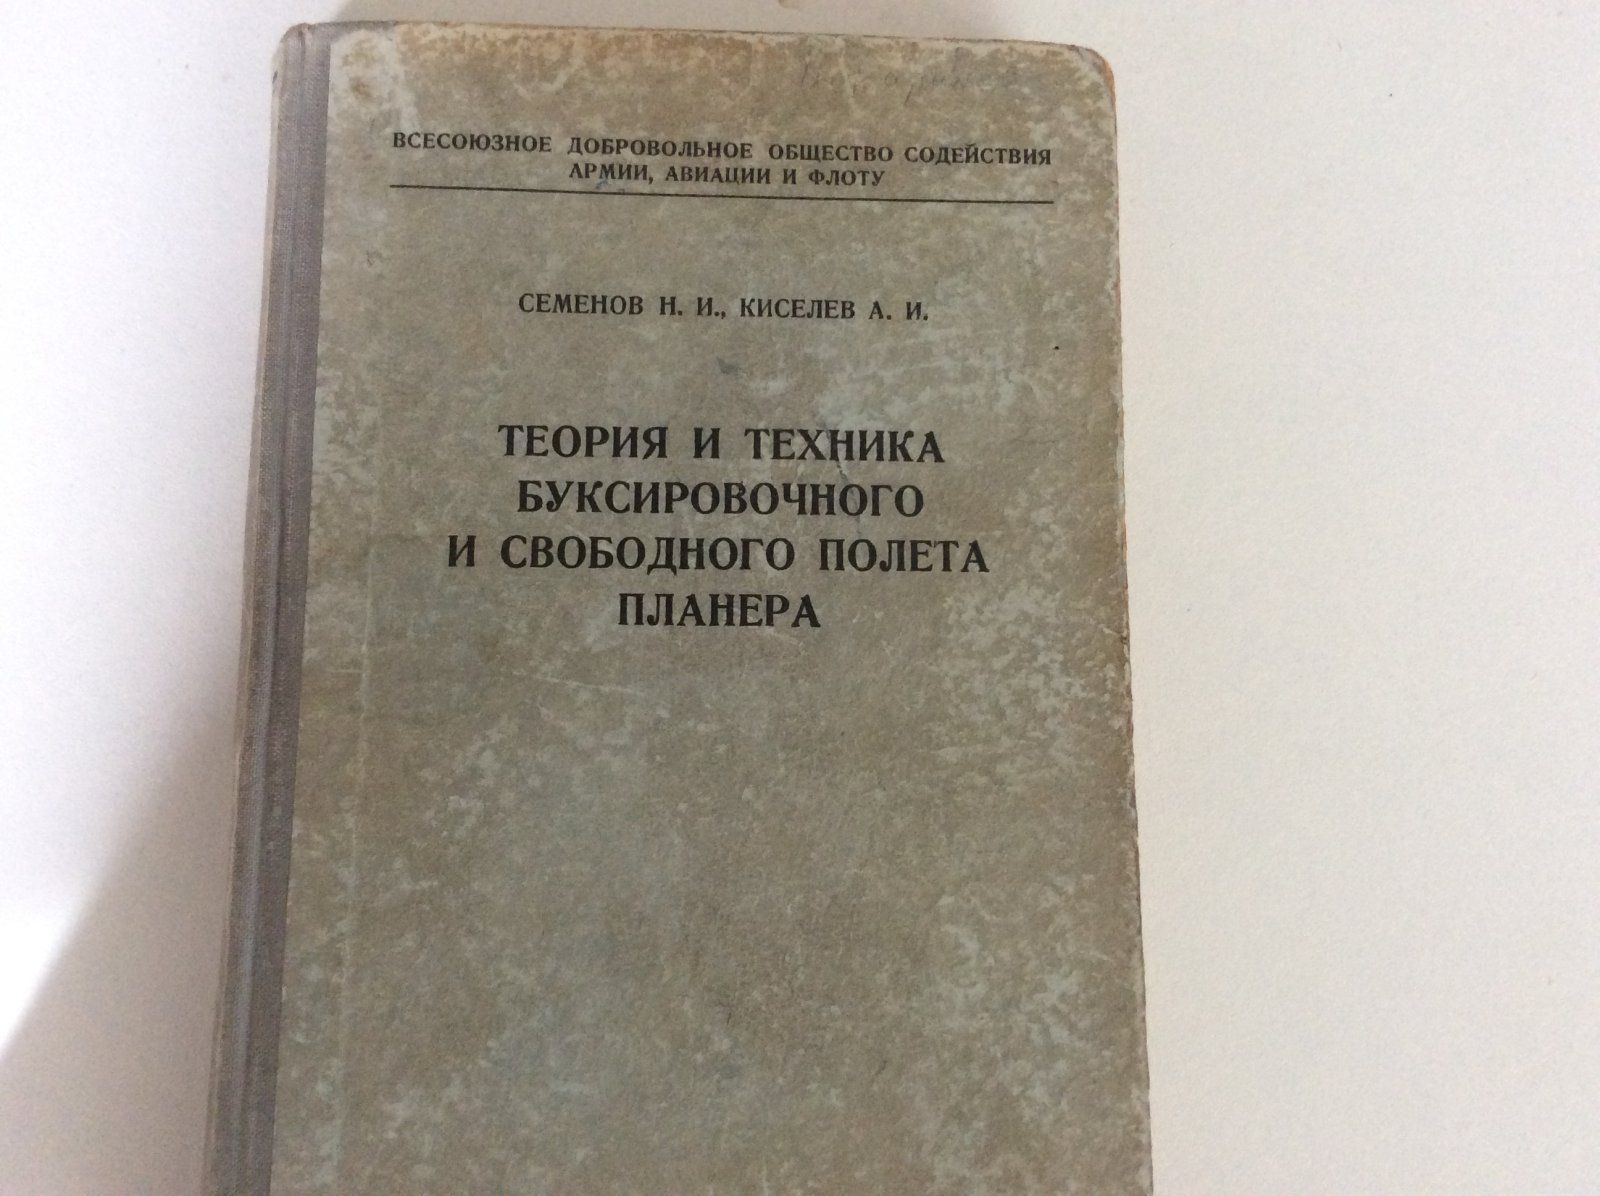 ВСЕСОЮЗНОЕ ДОБРОВОЛЬНОЕ ОБЩЕСТВО СОДЕЙСТВИЯ
АРМИИ, АВИАЦИИ И ФЛОТУ
СЕМЕНОВ Н. И., КИСЕЛЕВ А. И.
ТЕОРИЯ И ТЕХНИКА
БУКСИРОВОЧНОГО
И СВОБОДНОГО ПОЛЕТА
ПЛАНЕРА